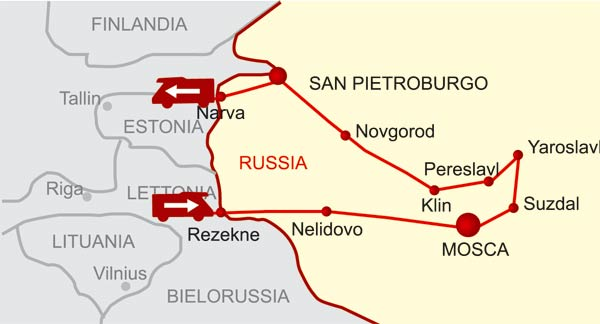 FINLANDIA
SAN PIETROBURGO
Tallin
Narva
ESTONIA
Novgorod
Yaroslavl
RUSSIA
Pereslavl
Riga
LETTONIA
Klin
Suzdal
Rezekne
Nelidovo
MOSCA
LITUANIA
Vilnius
BIELORUSSIA